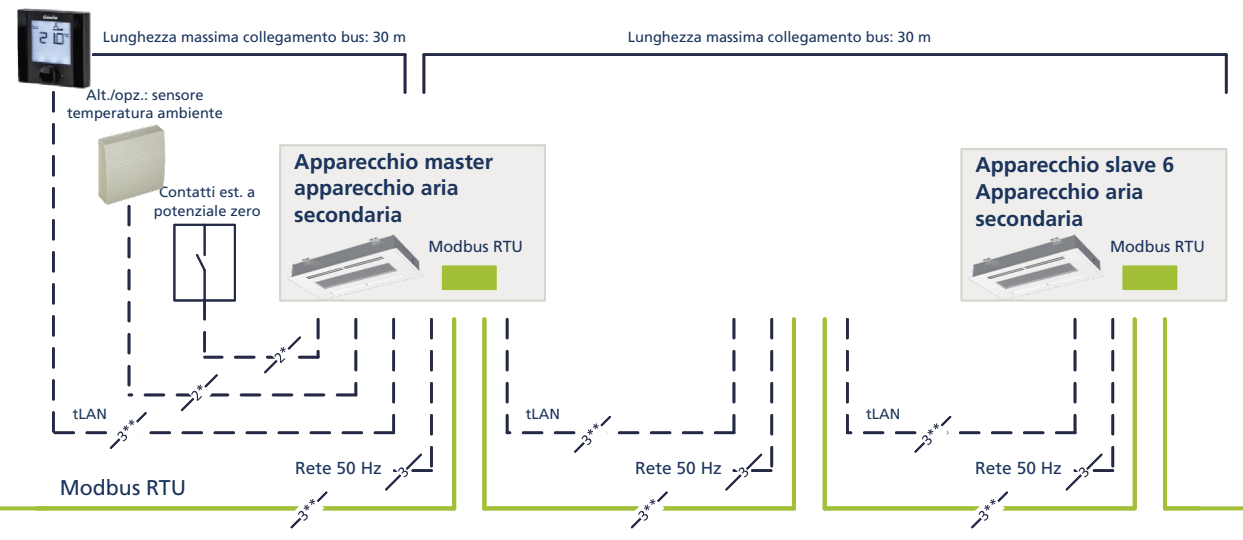 Lunghezza massima collegamento bus: 30 m
Lunghezza massima collegamento bus: 30 m
Alt./opz.: sensore
temperatura ambiente
Contatti est. a
potenziale zero
Apparecchio master
apparecchio aria
secondaria
Modbus RTU
Apparecchio slave 6
Apparecchio aria
secondaria
Modbus RTU
2*
2*
tLAN
3**
tLAN
3**
tLAN
3**
Rete 50 Hz
3
Rete 50 Hz
3
Rete 50 Hz
3
Modbus RTU
3**
3**
3**